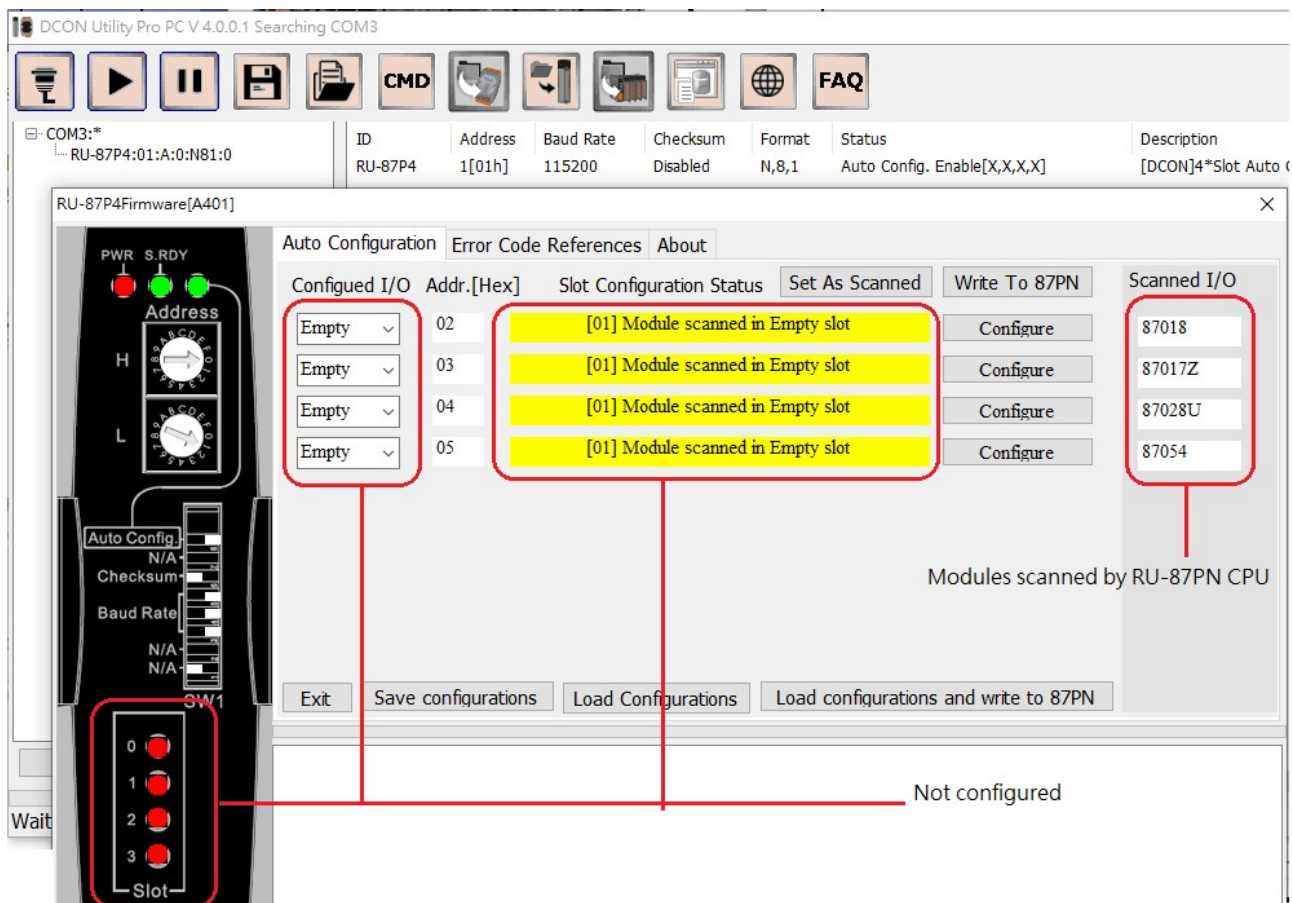 DCON Utility Pro PC V 4.0.0.1 Searching COM3
CMD
FAQ
COM3:*
RU-87P4:01:A:0:N81:0
ID Address Baud Rate Checksum Format Status Description
RU-87P4 1[01h] 115200 Disabled N,8,1 Auto Config. Enable[X,X,X,X] [DCON]4*Slot Auto
RU-87P4Firmware[A401]
PWR S.RDY
Address
H
L
Auto Config.
N/A
Checksum
Baud Rate
N/A
N/A
SW1
0
1
2
3
Slot
Auto Configuration Error Code References About
Configued I/O Addr.[Hex] Slot Configuration Status Set As Scanned Write To 87PN Scanned I/O
Empty 02 [01] Module scanned in Empty slot Configure 87018
Empty 03 [01] Module scanned in Empty slot Configure 87017Z
Empty 04 [01] Module scanned in Empty slot Configure 87028U
Empty 05 [01] Module scanned in Empty slot Configure 87054
Modules scanned by RU-87PN CPU
Exit Save configurations Load Configurations Load configurations and write to 87PN
Not configured
Wait